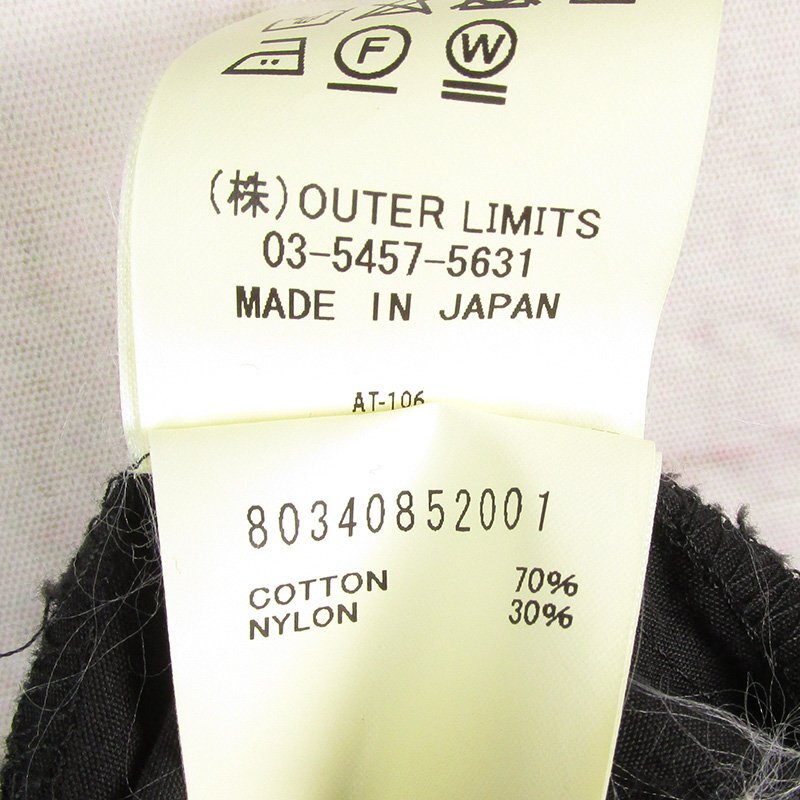 F W
(株)OUTER LIMITS
03-5457-5631
MADE IN JAPAN
AT-106
80340852001
COTTON 70%
NYLON 30%